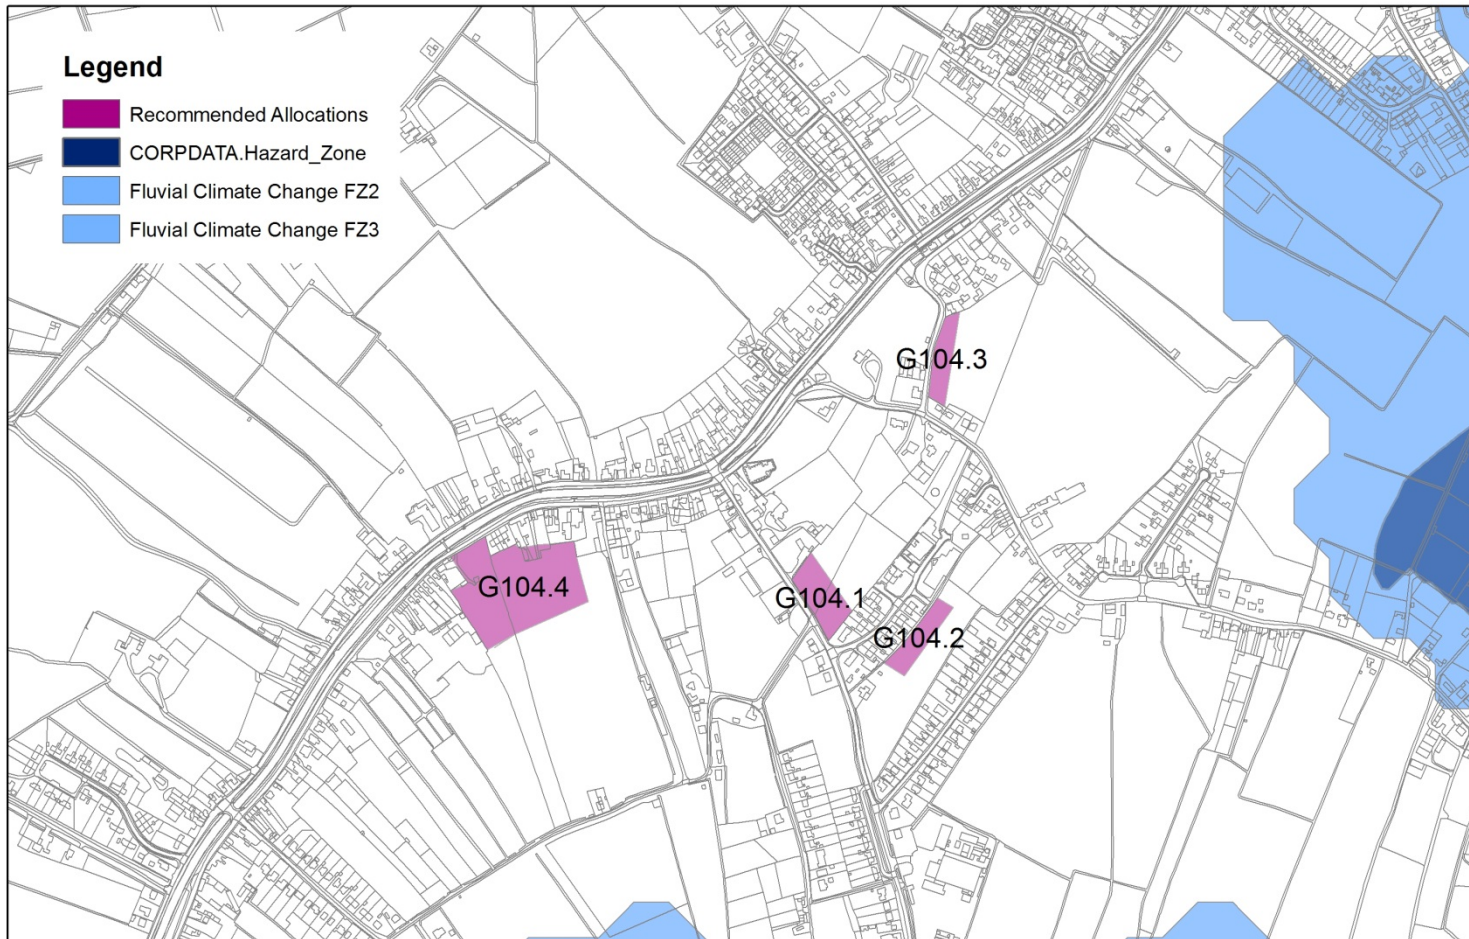 Legend
Recommended Allocations
CORPDATA.Hazard_Zone
Fluvial Climate Change FZ2
Fluvial Climate Change FZ3
G104.3
G104.4
G104.1
G104.2